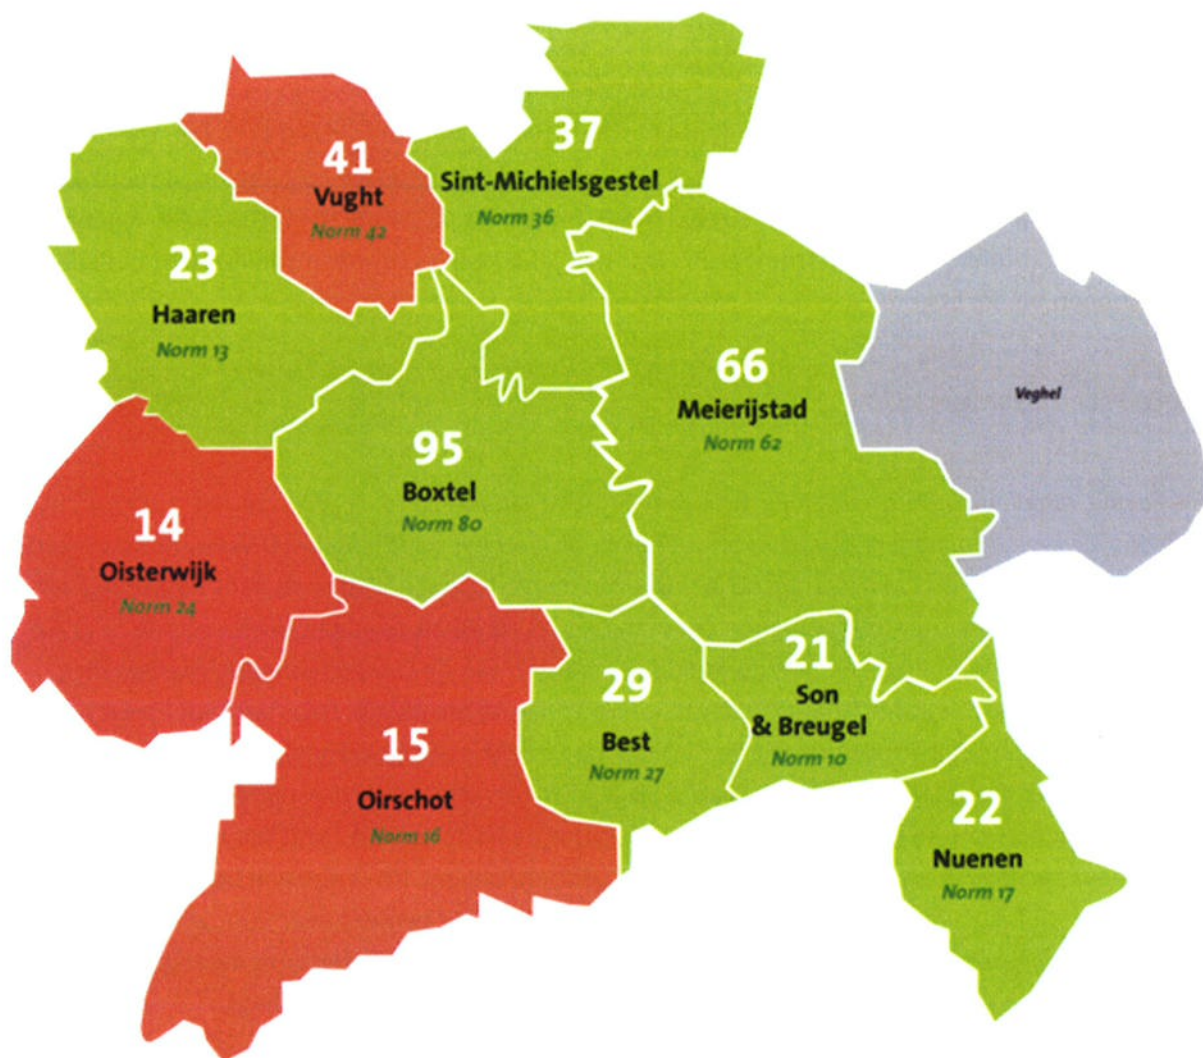 37
Sint-Michielsgestel
Norm 36
41
Vught
Norm 42
23
Haaren
Norm 13
66
Meierijstad
Norm 62
Veghel
95
Boxtel
Norm 80
14
Oisterwijk
Norm 24
21
Son
& Breugel
Norm 10
29
Best
Norm 27
15
Oirschot
Norm 16
22
Nuenen
Norm 17